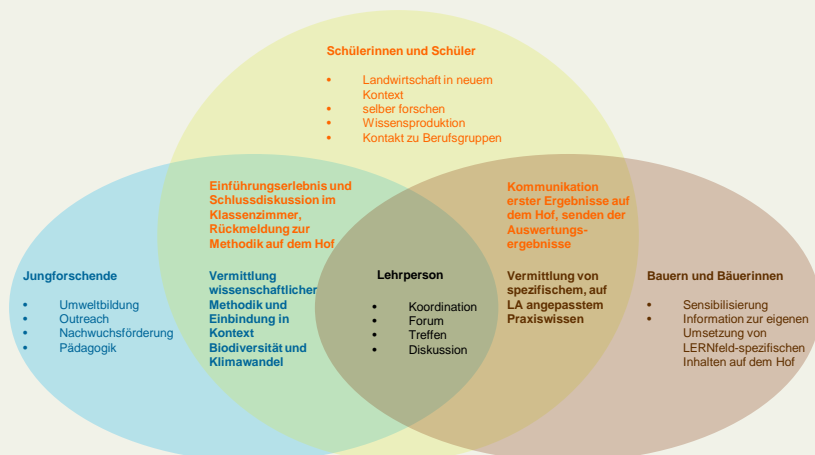 Schülerinnen und Schüler
• Landwirtschaft in neuem
Kontext
• selber forschen
• Wissensproduktion
• Kontakt zu Berufsgruppen
Einführungserlebnis und
Schlussdiskussion im
Klassenzimmer,
Rückmeldung zur
Methodik auf dem Hof
Kommunikation
erster Ergebnisse auf
dem Hof, senden der
Auswertungs-
ergebnisse
Jungforschende
• Umweltbildung
• Outreach
• Nachwuchsförderung
• Pädagogik
Vermittlung
wissenschaftlicher
Methodik und
Einbindung in
Kontext
Biodiversität und
Klimawandel
Lehrperson
• Koordination
• Forum
• Treffen
• Diskussion
Vermittlung von
spezifischem, auf
LA angepasstem
Praxiswissen
Bauern und Bäuerinnen
• Sensibilisierung
• Information zur eigenen
Umsetzung von
LERNfeld-spezifischen
Inhalten auf dem Hof